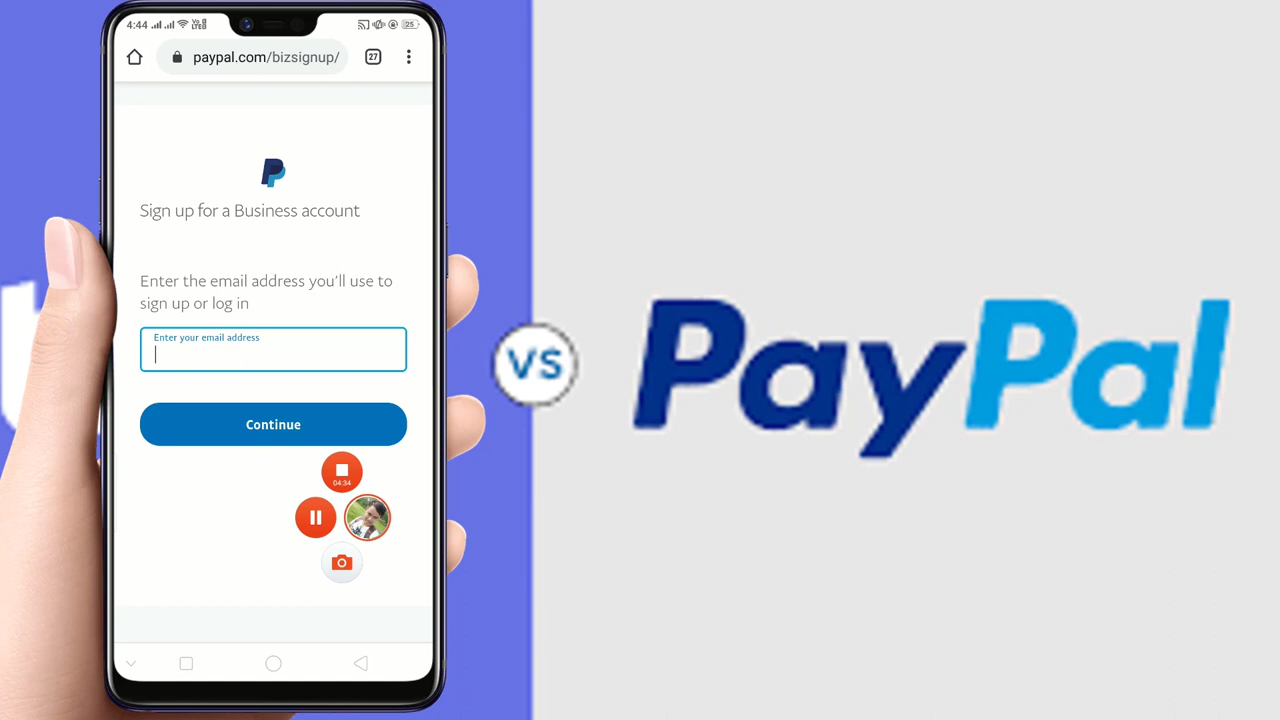 4:44
25
paypal.com/bizsignup/
27
Sign up for a Business account
Enter the email address you'll use to
sign up or log in
Enter your email address
Continue
04:34
VS
PayPal